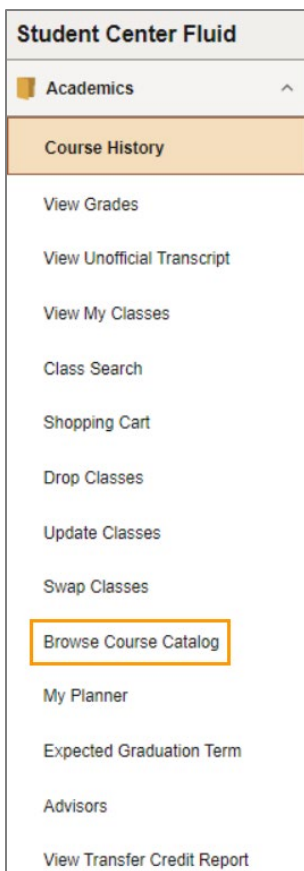 Student Center Fluid
Academics
Course History
View Grades
View Unofficial Transcript
View My Classes
Class Search
Shopping Cart
Drop Classes
Update Classes
Swap Classes
Browse Course Catalog
My Planner
Expected Graduation Term
Advisors
View Transfer Credit Report